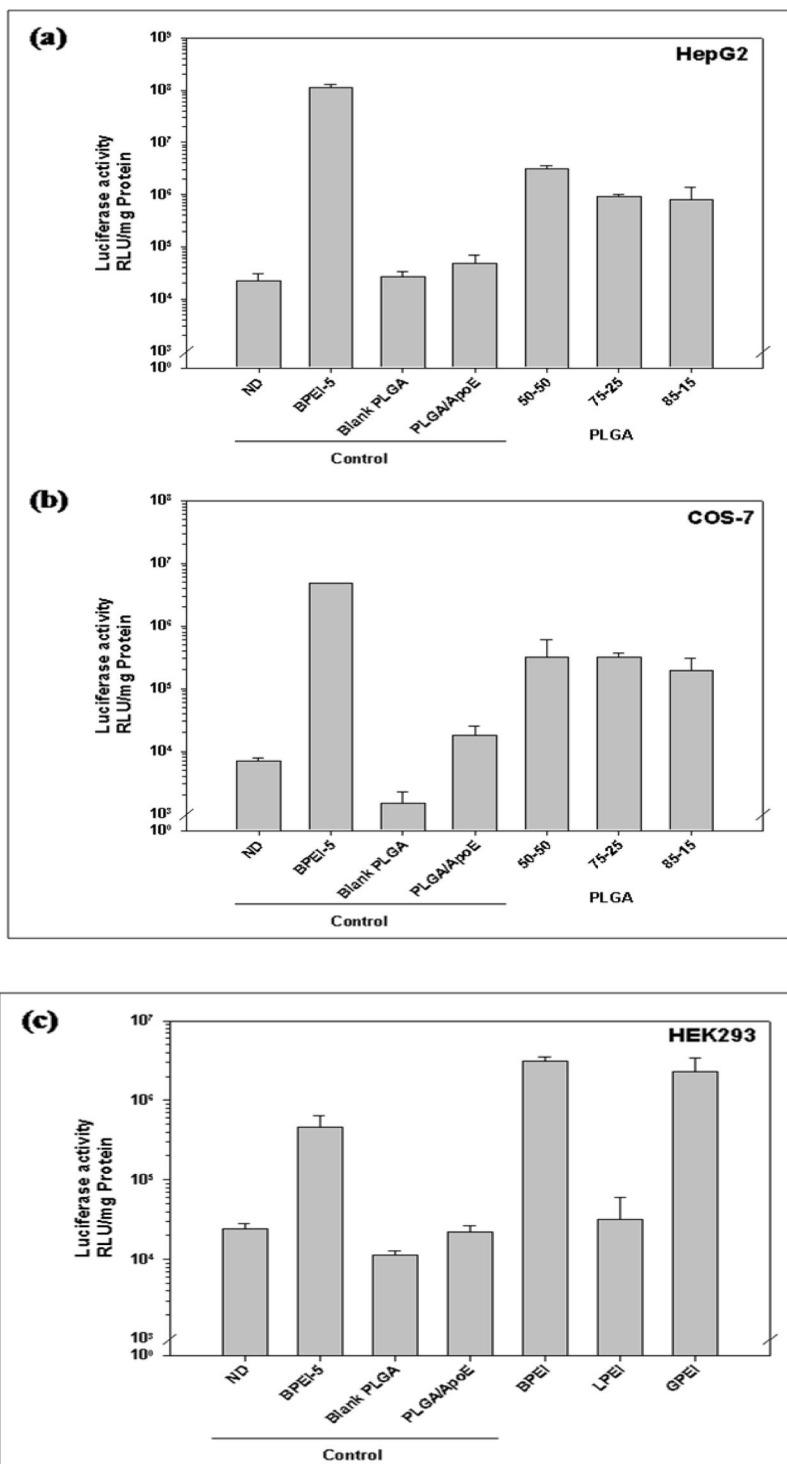 (a)
HepG2
Luciferase activity
RLU/mg Protein
10⁹
10⁸
10⁷
10⁶
10⁵
10⁴
10³
10⁰
ND
BPEI-5
Blank PLGA
PLGA/ApoE
50-50
75-25
85-15
Control
PLGA
(b)
COS-7
Luciferase activity
RLU/mg Protein
10⁸
10⁷
10⁶
10⁵
10⁴
10³
10⁰
ND
BPEI-5
Blank PLGA
PLGA/ApoE
50-50
75-25
85-15
Control
PLGA
(c)
HEK293
Luciferase activity
RLU/mg Protein
10⁷
10⁶
10⁵
10⁴
10³
10⁰
ND
BPEI-5
Blank PLGA
PLGA/ApoE
BPEI
LPEI
GPEI
Control